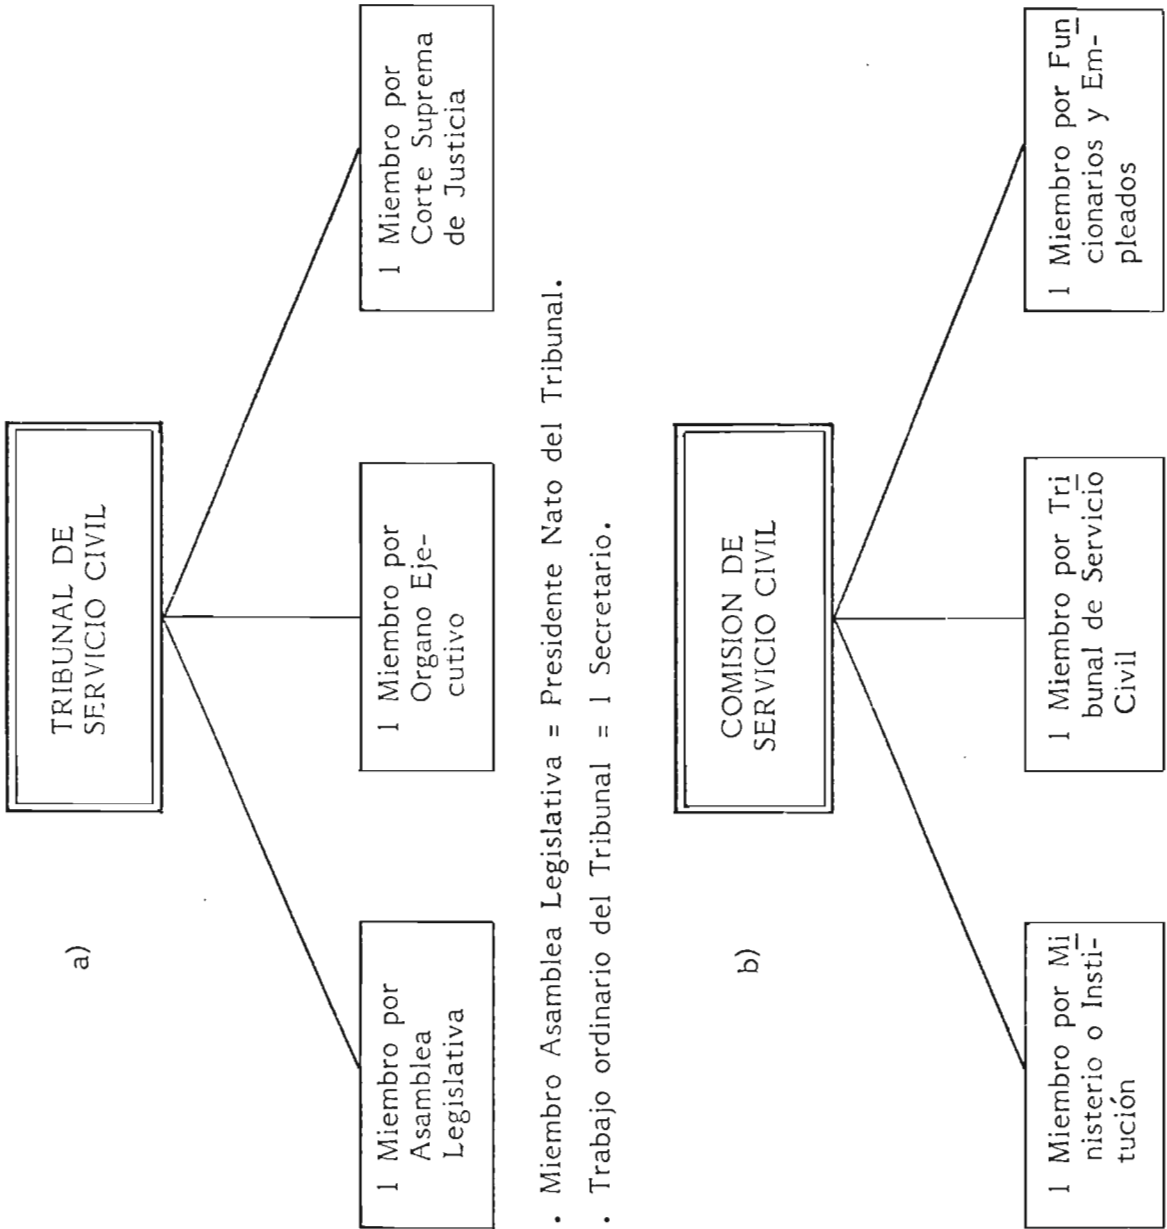 a)
TRIBUNAL DE
SERVICIO CIVIL
1 Miembro por
Asamblea
Legislativa
1 Miembro por
Organo Eje-
cutivo
1 Miembro por
Corte Suprema
de Justicia
. Miembro Asamblea Legislativa = Presidente Nato del Tribunal.
. Trabajo ordinario del Tribunal = 1 Secretario.
b)
COMISION DE
SERVICIO CIVIL
1 Miembro por Mi
nisterio o Insti-
tución
1 Miembro por Tri
bunal de Servicio
Civil
1 Miembro por Fun
cionarios y Em-
pleados